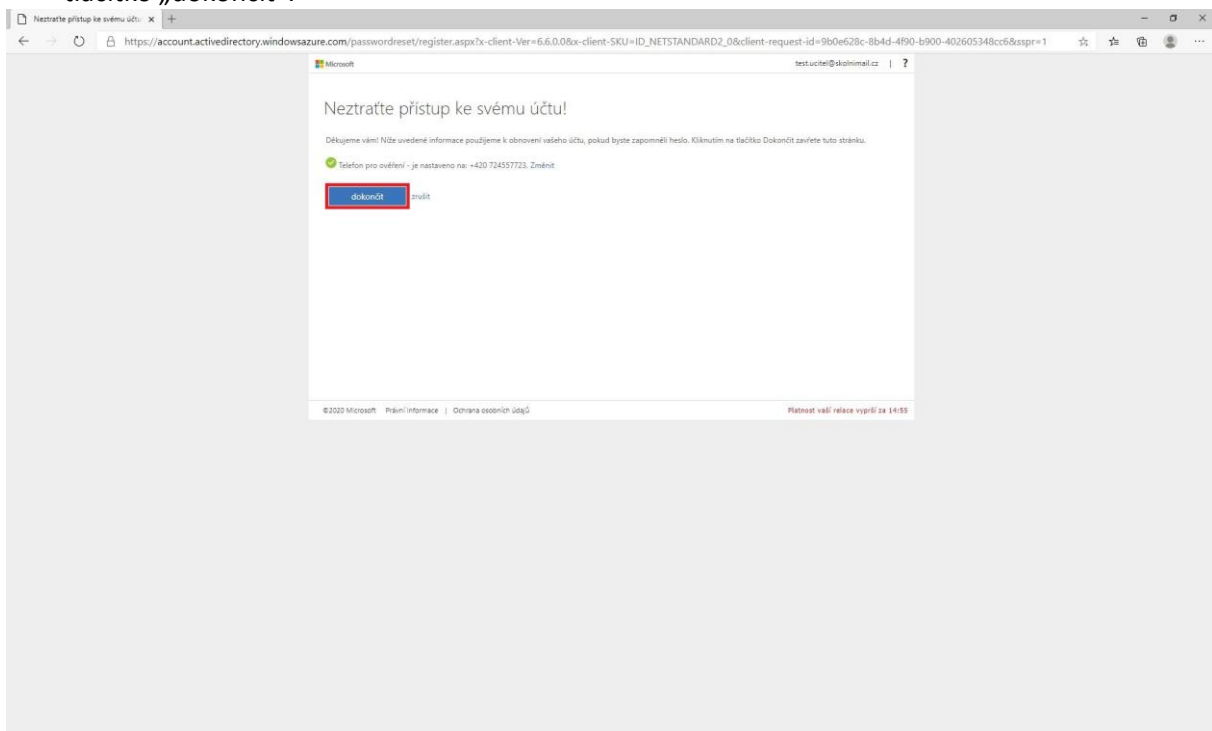 tlačítko „dokončit“.
Neztraťte přístup ke svému účtu
https://account.activedirectory.windowsazure.com/passwordreset/register.aspx?x-client-Ver=6.6.0.0&x-client-SKU=ID_NETSTANDARD2_0&client-request-id=9b0e628c-8b4d-4f90-b900-402605348cc6&sspr=1
Microsoft test.ucitel@skolnimail.cz | ?
Neztraťte přístup ke svému účtu!
Děkujeme vám! Níže uvedené informace použijeme k obnovení vašeho účtu, pokud byste zapomněli heslo. Kliknutím na tlačítko Dokončit zavřete tuto stránku.
Telefon pro ověření - je nastaveno na: +420 724557723. Změnit
dokončit zrušit
©2020 Microsoft Právní informace | Ochrana osobních údajů Platnost vaší relace vyprší za 14:55